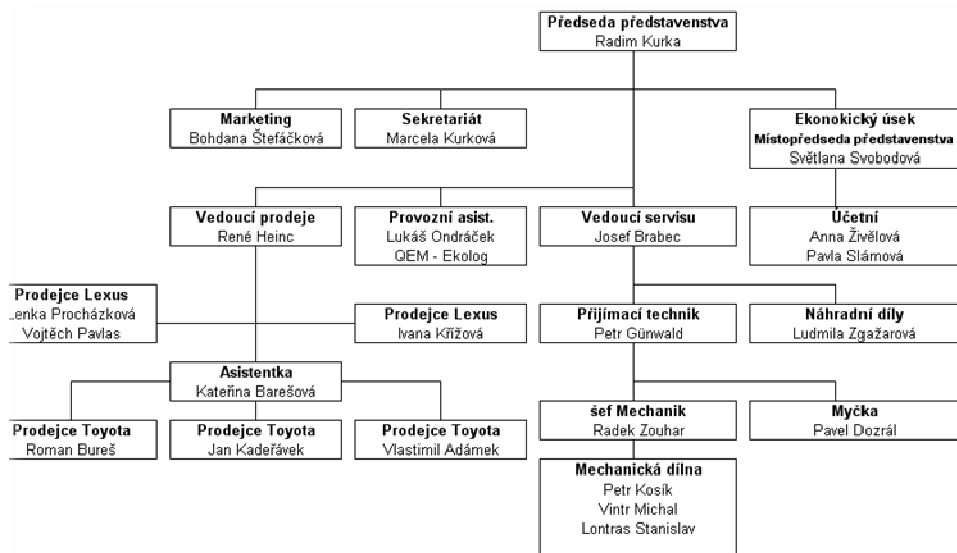 Předseda představenstva
Radim Kurka
Marketing
Bohdana Štefáčková
Sekretariát
Marcela Kurková
Ekonokický úsek
Místopředseda představenstva
Světlana Svobodová
Vedoucí prodeje
René Heinc
Provozní asist.
Lukáš Ondráček
QEM - Ekolog
Vedoucí servisu
Josef Brabec
Účetní
Anna Živělová
Pavla Slámová
Prodejce Lexus
Lenka Procházková
Vojtěch Pavlas
Prodejce Lexus
Ivana Křížová
Přijímací technik
Petr Günwald
Náhradní díly
Ludmila Zgažarová
Asistentka
Kateřina Barešová
Prodejce Toyota
Roman Bureš
Prodejce Toyota
Jan Kadeřávek
Prodejce Toyota
Vlastimil Adámek
šef Mechanik
Radek Zouhar
Myčka
Pavel Dozrál
Mechanická dílna
Petr Kosík
Vintr Michal
Lontras Stanislav